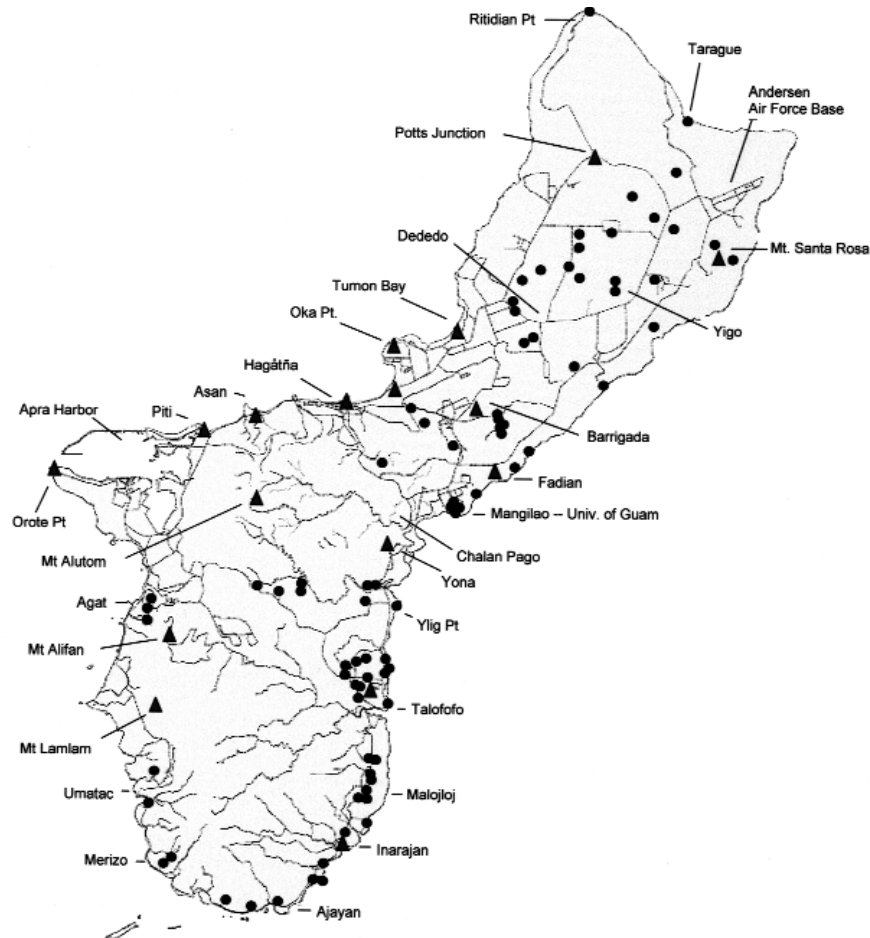 Ritidian Pt
Tarague
Andersen
Air Force Base
Potts Junction
Dededo
Mt. Santa Rosa
Tumon Bay
Oka Pt.
Yigo
Hagåtña
Asan
Piti
Apra Harbor
Barrigada
Fadian
Orote Pt
Mangilao -- Univ. of Guam
Mt Alutom
Chalan Pago
Yona
Agat
Ylig Pt
Mt Alifan
Talofofo
Mt Lamlam
Umatac
Malojloj
Inarajan
Merizo
Ajayan